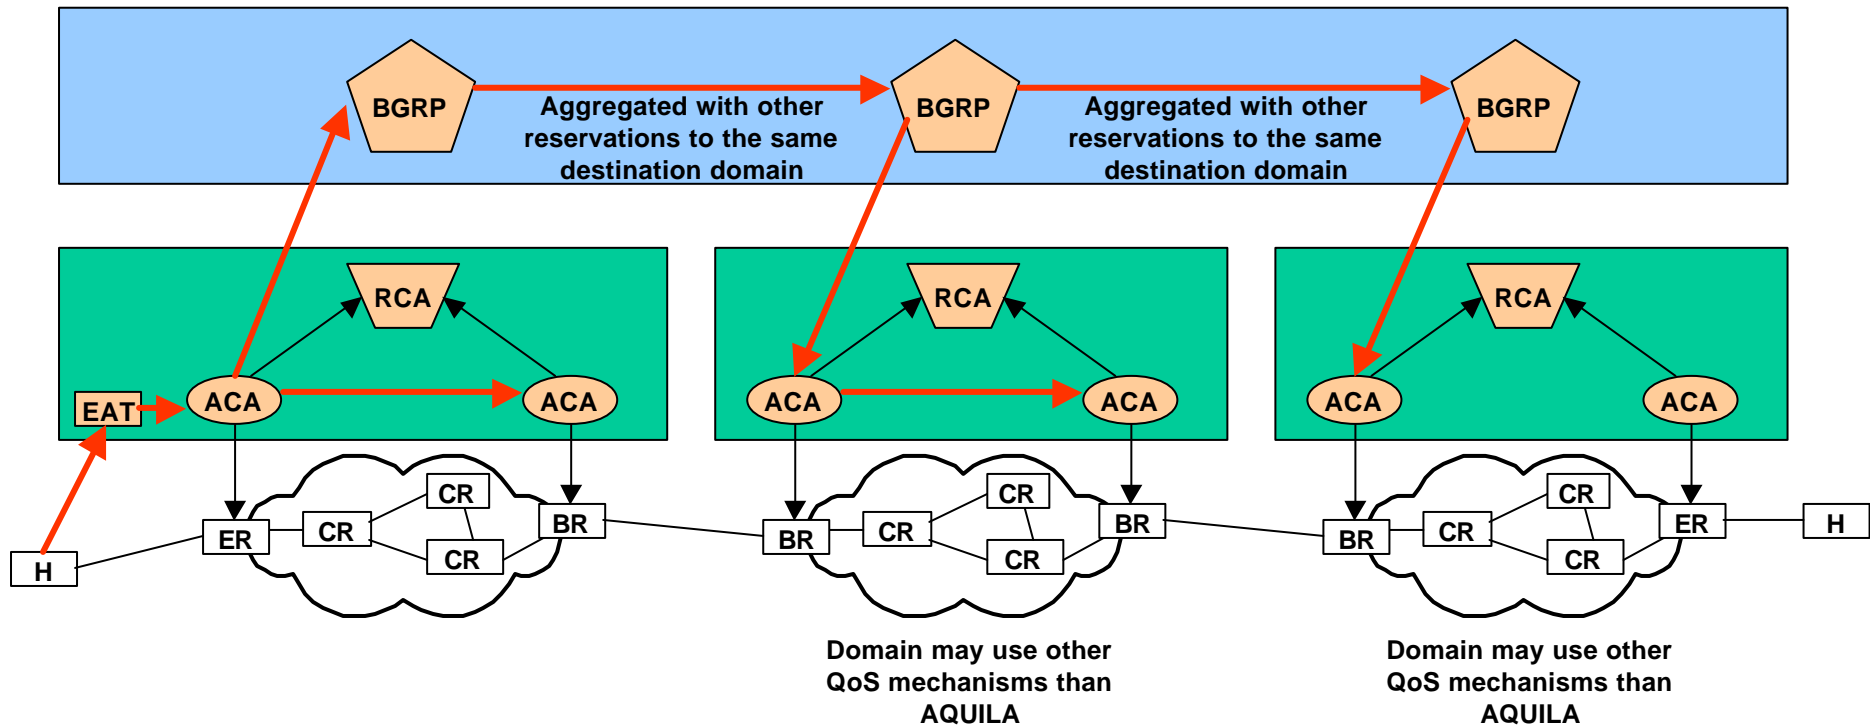 BGRP
Aggregated with other
reservations to the same
destination domain
BGRP
Aggregated with other
reservations to the same
destination domain
BGRP
RCA
RCA
RCA
EAT
ACA
ACA
ACA
ACA
ACA
ACA
CR
CR
CR
ER
CR
CR
BR
BR
CR
CR
BR
BR
CR
CR
ER
H
H
Domain may use other
QoS mechanisms than
AQUILA
Domain may use other
QoS mechanisms than
AQUILA